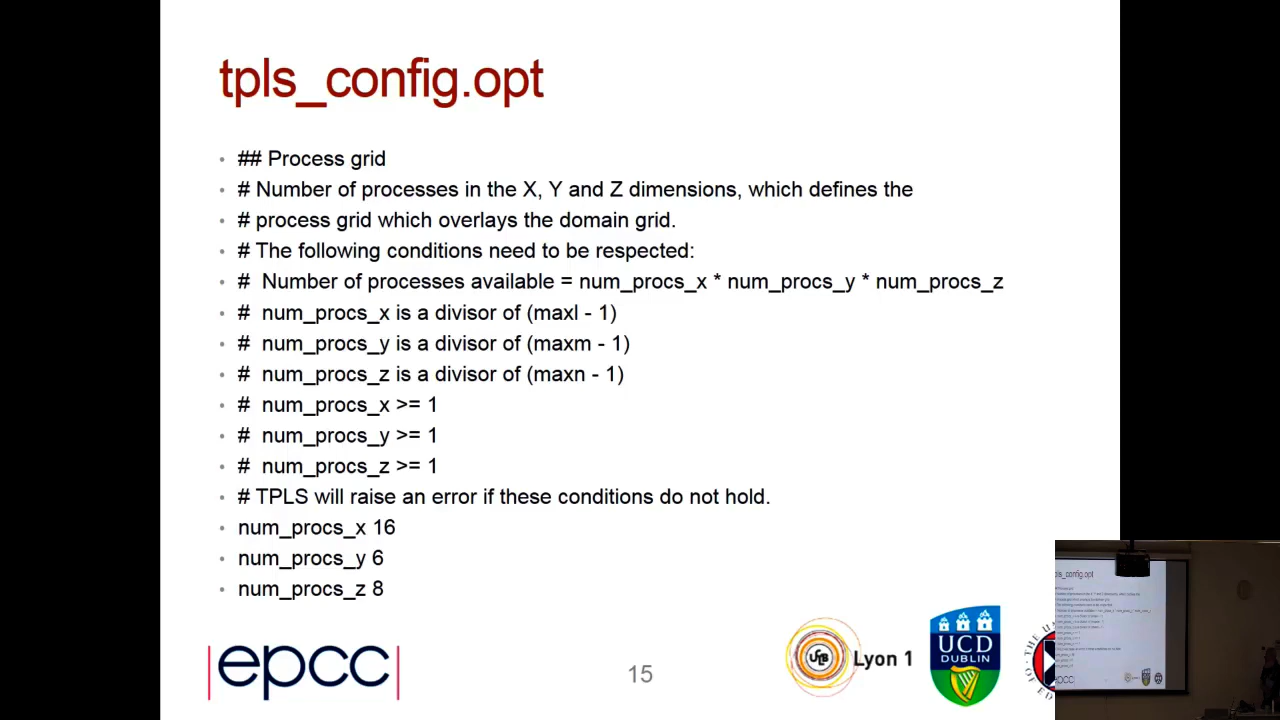 tpls_config.opt
## Process grid
# Number of processes in the X, Y and Z dimensions, which defines the
# process grid which overlays the domain grid.
# The following conditions need to be respected:
# Number of processes available = num_procs_x * num_procs_y * num_procs_z
# num_procs_x is a divisor of (maxl - 1)
# num_procs_y is a divisor of (maxm - 1)
# num_procs_z is a divisor of (maxn - 1)
# num_procs_x >= 1
# num_procs_y >= 1
# num_procs_z >= 1
# TPLS will raise an error if these conditions do not hold.
num_procs_x 16
num_procs_y 6
num_procs_z 8
epcc
15
Lyon 1
UCD
DUBLIN
THE U
OF ED